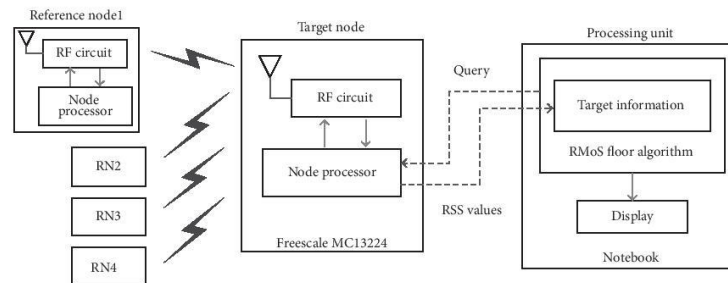 Reference node1
RF circuit
Node
processor
RN2
RN3
RN4
Target node
RF circuit
Node processor
Freescale MC13224
Query
RSS values
Processing unit
Target information
RMoS floor algorithm
Display
Notebook